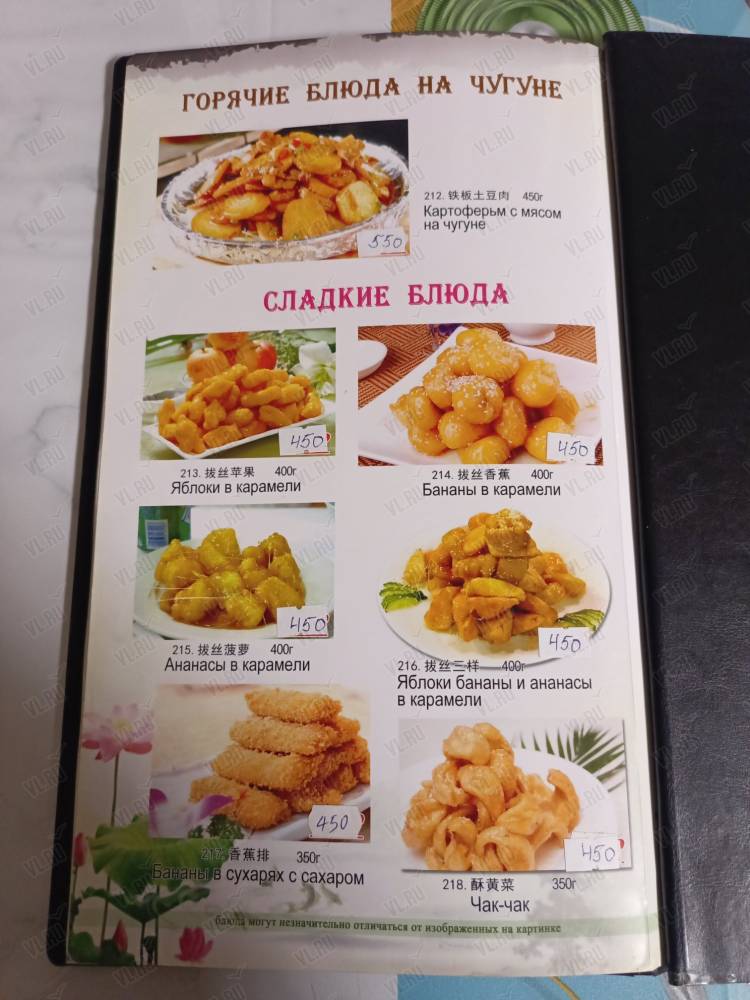 ГОРЯЧИЕ БЛЮДА НА ЧУГУНЕ
550
212. 铁板土豆肉 450г
Картоферьм с мясом
на чугуне
СЛАДКИЕ БЛЮДА
450
213. 拔丝苹果 400г
Яблоки в карамели
450
214. 拔丝香蕉 400г
Бананы в карамели
450
215. 拔丝菠萝 400г
Ананасы в карамели
450
216. 拔丝三样 400г
Яблоки бананы и ананасы
в карамели
450
217. 香蕉排 350г
Бананы в сухарях с сахаром
450
218. 酥黄菜 350г
Чак-чак
блюда могут незначительно отличаться от изображенных на картинке
VL.RU